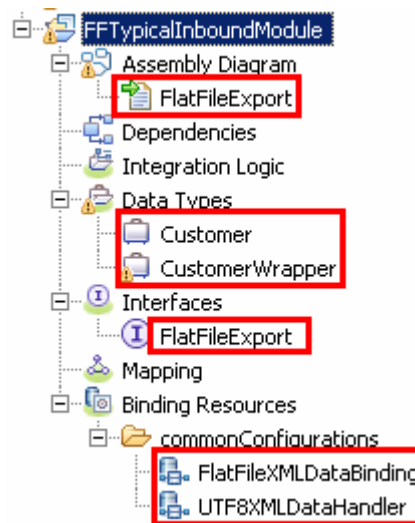 FFTypicalInboundModule
Assembly Diagram
FlatFileExport
Dependencies
Integration Logic
Data Types
Customer
CustomerWrapper
Interfaces
FlatFileExport
Mapping
Binding Resources
commonConfigurations
FlatFileXMLDataBinding
UTF8XMLDataHandler